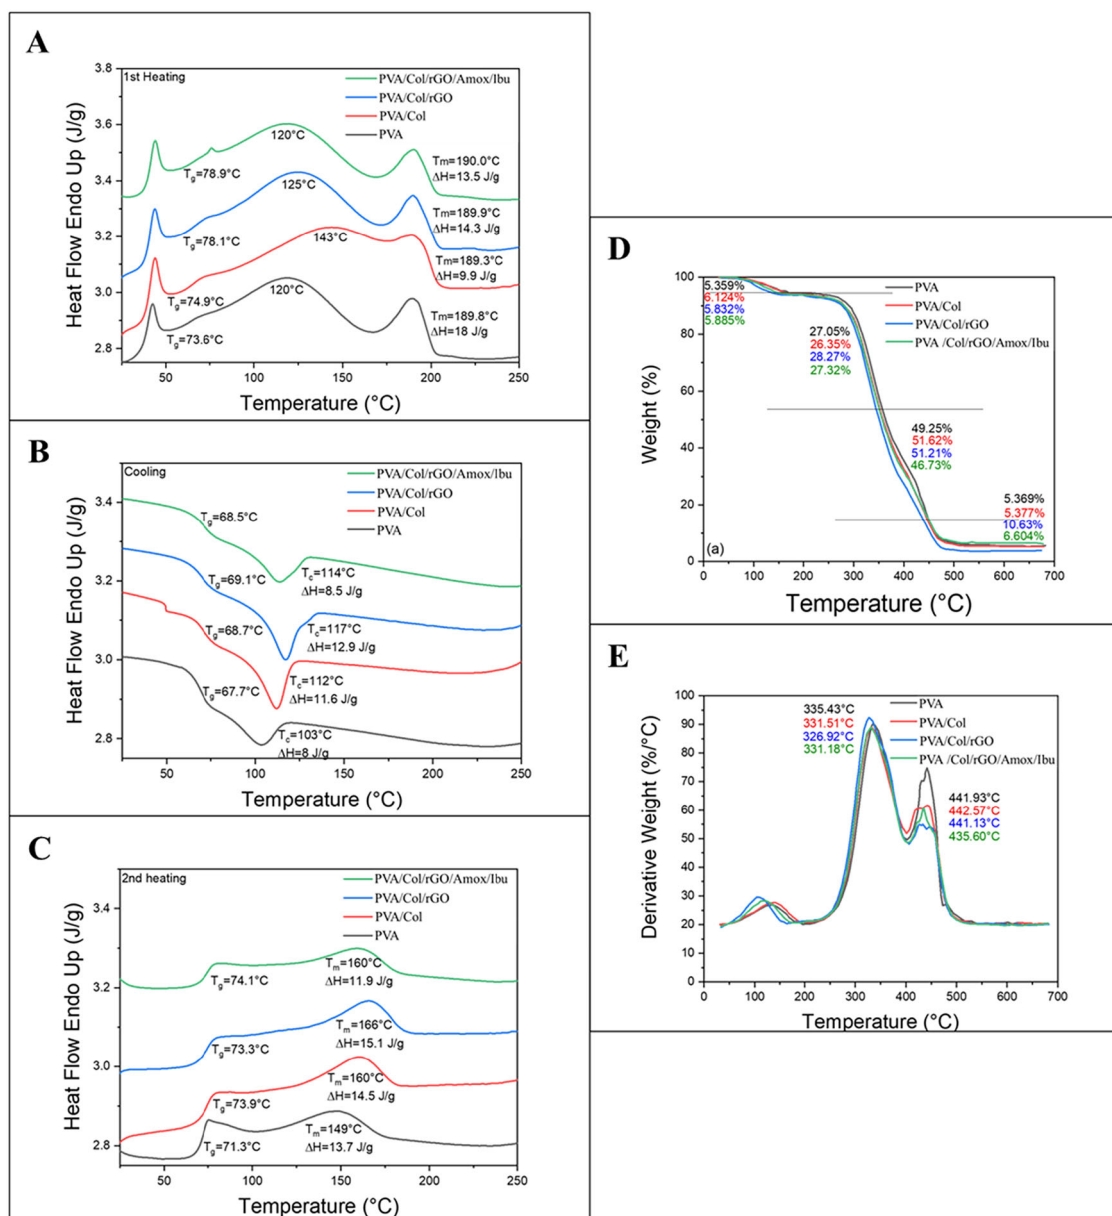 A
1st Heating
PVA/Col/rGO/Amox/Ibu
PVA/Col/rGO
PVA/Col
PVA
3.8
3.6
3.4
3.2
3.0
2.8
Heat Flow Endo Up (J/g)
120°C
Tg=78.9°C
Tm=190.0°C
ΔH=13.5 J/g
125°C
Tg=78.1°C
Tm=189.9°C
ΔH=14.3 J/g
143°C
Tm=189.3°C
ΔH=9.9 J/g
Tg=74.9°C
120°C
Tg=73.6°C
Tm=189.8°C
ΔH=18 J/g
50 100 150 200 250
Temperature (°C)
B
Cooling
PVA/Col/rGO/Amox/Ibu
PVA/Col/rGO
PVA/Col
PVA
3.4
3.2
3.0
2.8
Heat Flow Endo Up (J/g)
Tg=68.5°C
Tc=114°C
ΔH=8.5 J/g
Tg=69.1°C
Tc=117°C
ΔH=12.9 J/g
Tg=68.7°C
Tc=112°C
ΔH=11.6 J/g
Tg=67.7°C
Tc=103°C
ΔH=8 J/g
50 100 150 200 250
Temperature (°C)
C
2nd heating
PVA/Col/rGO/Amox/Ibu
PVA/Col/rGO
PVA/Col
PVA
3.4
3.2
3.0
2.8
Heat Flow Endo Up (J/g)
Tg=74.1°C
Tm=160°C
ΔH=11.9 J/g
Tg=73.3°C
Tm=166°C
ΔH=15.1 J/g
Tg=73.9°C
Tm=160°C
ΔH=14.5 J/g
Tg=71.3°C
Tm=149°C
ΔH=13.7 J/g
50 100 150 200 250
Temperature (°C)
D
100
80
60
40
20
0
Weight (%)
PVA
PVA/Col
PVA/Col/rGO
PVA /Col/rGO/Amox/Ibu
5.359%
6.124%
5.832%
5.885%
27.05%
26.35%
28.27%
27.32%
49.25%
51.62%
51.21%
46.73%
5.369%
5.377%
10.63%
6.604%
(a)
0 100 200 300 400 500 600 700
Temperature (°C)
E
100
90
80
70
60
50
40
30
20
10
0
Derivative Weight (%/°C)
PVA
PVA/Col
PVA/Col/rGO
PVA /Col/rGO/Amox/Ibu
335.43°C
331.51°C
326.92°C
331.18°C
441.93°C
442.57°C
441.13°C
435.60°C
0 100 200 300 400 500 600 700
Temperature (°C)